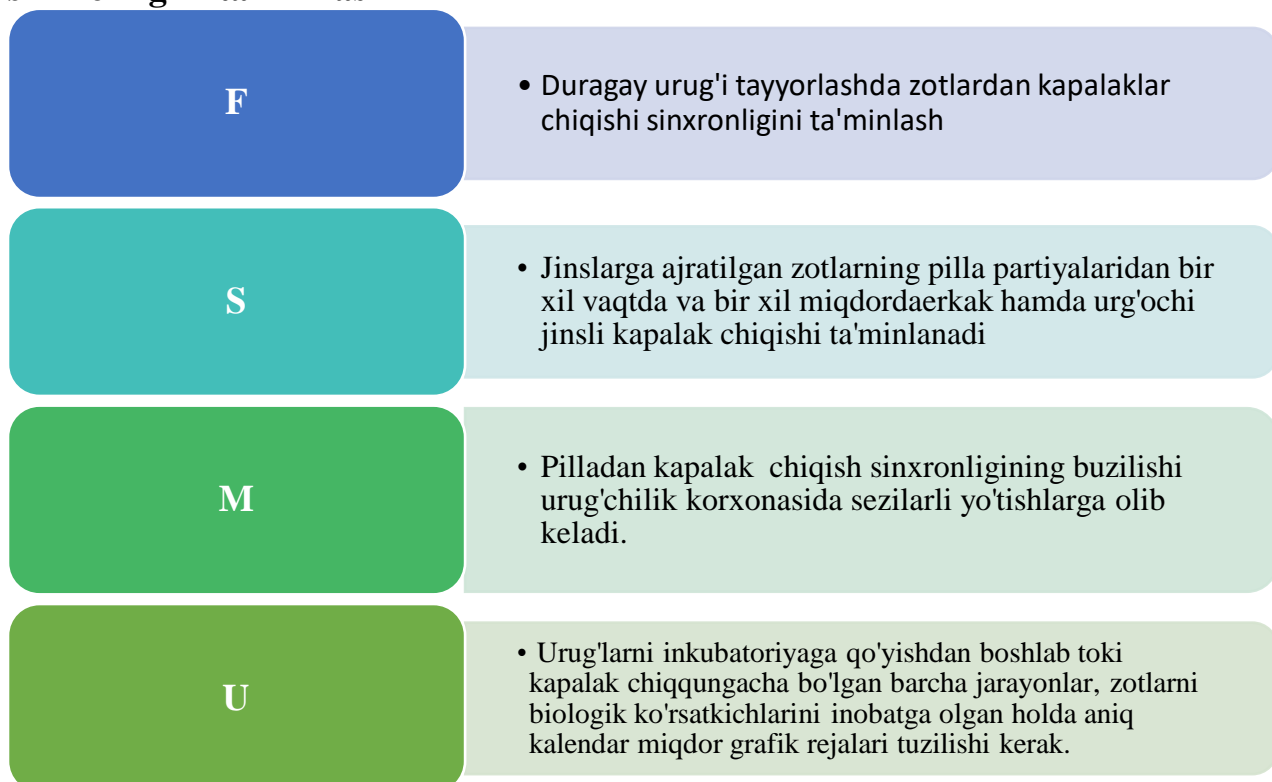 F
• Duragay urug'i tayyorlashda zotlardan kapalaklar
chiqishi sinxronligini ta'minlash
S
• Jinslarga ajratilgan zotlarning pilla partiyalaridan bir
xil vaqtda va bir xil miqdordaerkak hamda urg'ochi
jinsli kapalak chiqishi ta'minlanadi
M
• Pilladan kapalak chiqish sinxronligining buzilishi
urug'chilik korxonasida sezilarli yo'tishlarga olib
keladi.
U
• Urug'larni inkubatoriyaga qo'yishdan boshlab toki
kapalak chiqqungacha bo'lgan barcha jarayonlar, zotlarni
biologik ko'rsatkichlarini inobatga olgan holda aniq
kalendar miqdor grafik rejalari tuzilishi kerak.